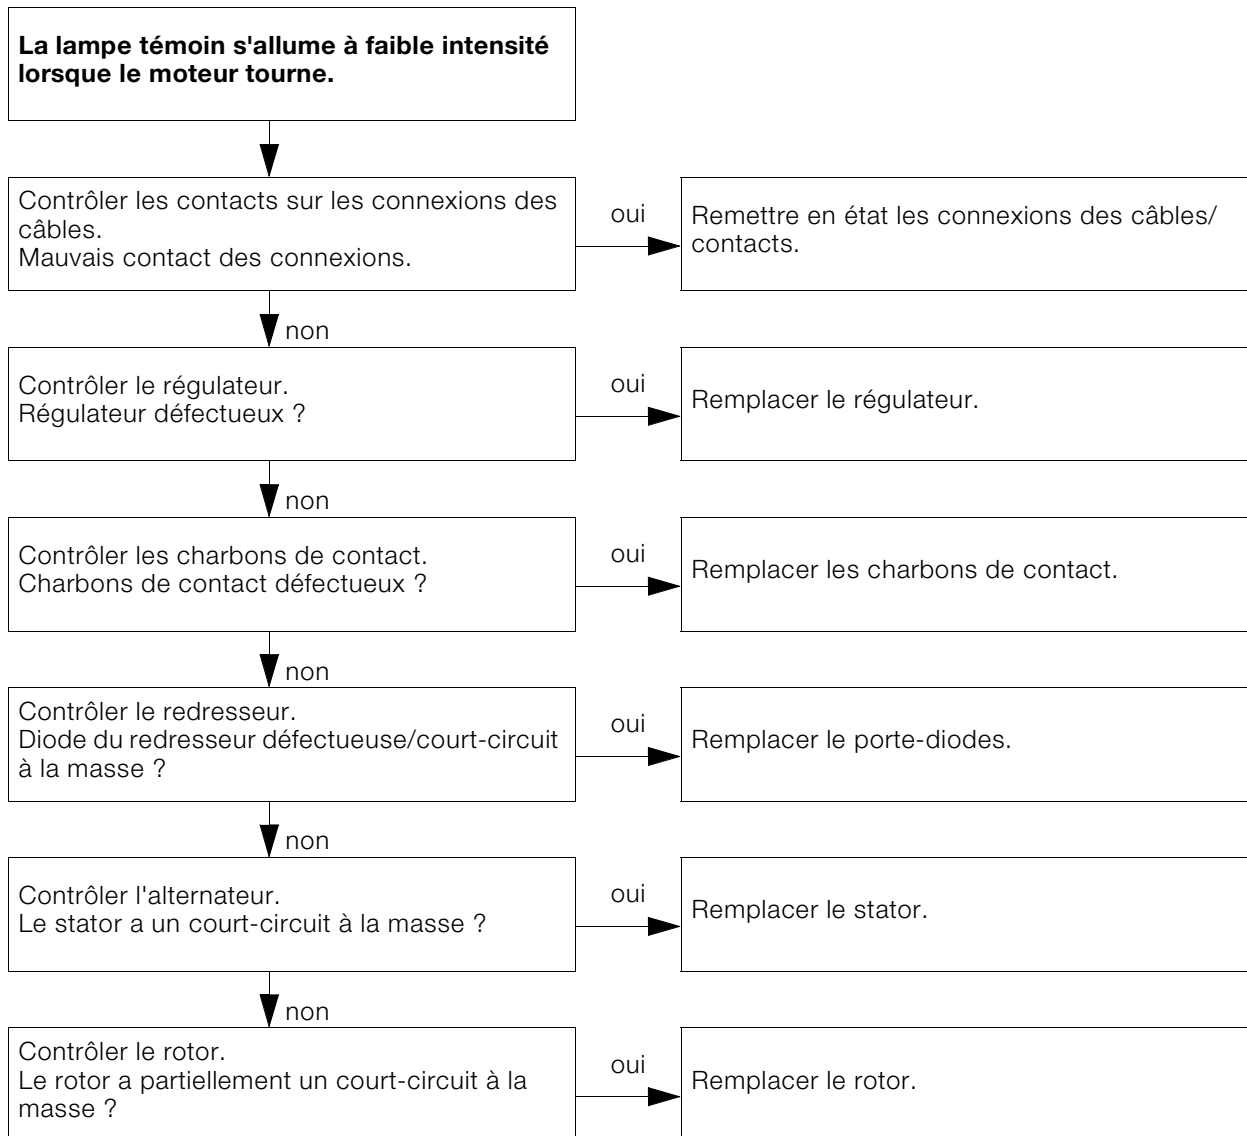 La lampe témoin s'allume à faible intensité
lorsque le moteur tourne.
Contrôler les contacts sur les connexions des
câbles.
Mauvais contact des connexions.
oui
Remettre en état les connexions des câbles/
contacts.
non
Contrôler le régulateur.
Régulateur défectueux ?
oui
Remplacer le régulateur.
non
Contrôler les charbons de contact.
Charbons de contact défectueux ?
oui
Remplacer les charbons de contact.
non
Contrôler le redresseur.
Diode du redresseur défectueuse/court-circuit
à la masse ?
oui
Remplacer le porte-diodes.
non
Contrôler l'alternateur.
Le stator a un court-circuit à la masse ?
oui
Remplacer le stator.
non
Contrôler le rotor.
Le rotor a partiellement un court-circuit à la
masse ?
oui
Remplacer le rotor.